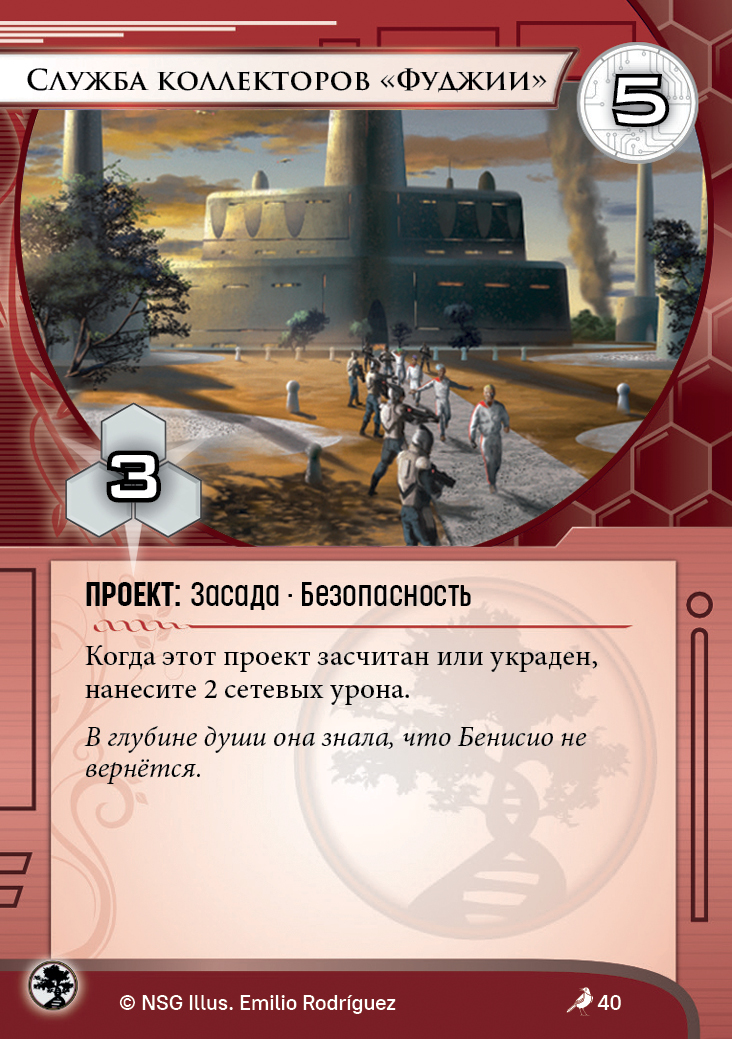 Служба коллекторов «Фуджии»
5
3
ПРОЕКТ: Засада · Безопасность
Когда этот проект засчитан или украден,
нанесите 2 сетевых урона.
В глубине души она знала, что Бенисио не
вернётся.
© NSG Illus. Emilio Rodríguez
40